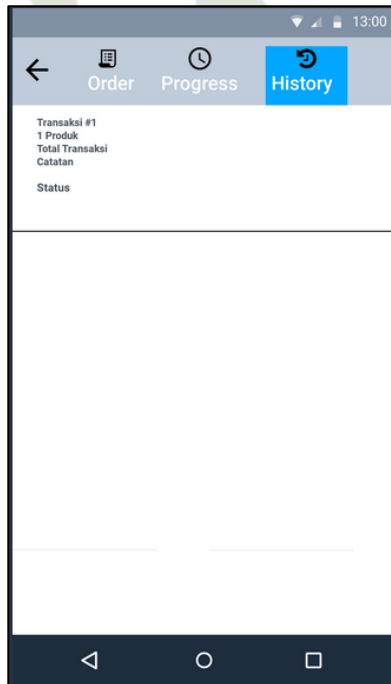 13:00
Order Progress History
Transaksi #1
1 Produk
Total Transaksi
Catatan
Status